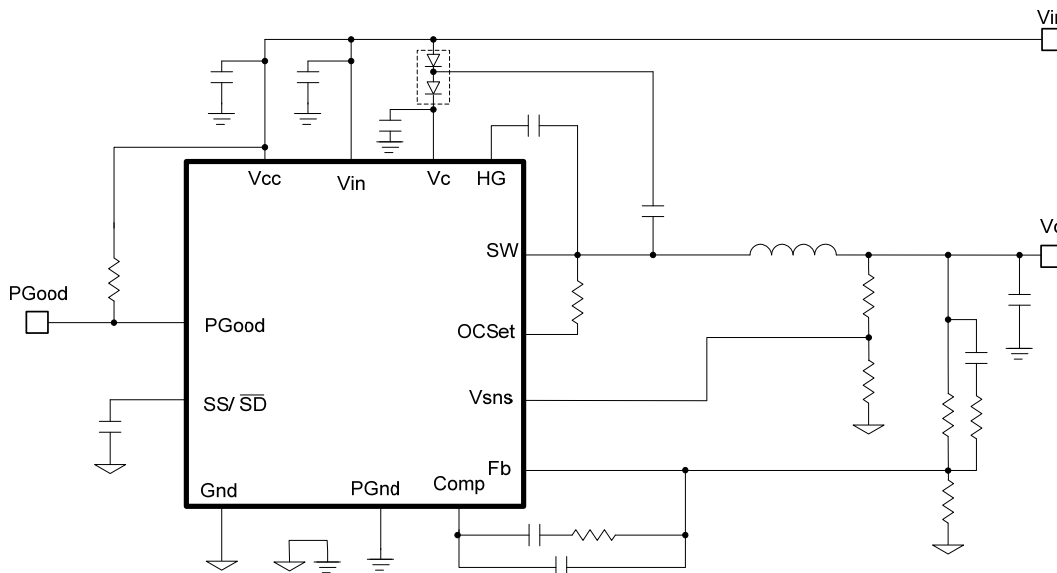 Vin
Vcc
Vin
Vc
HG
SW
PGood
PGood
OCSet
SS/ SD
Vsns
Fb
Gnd
PGnd
Comp